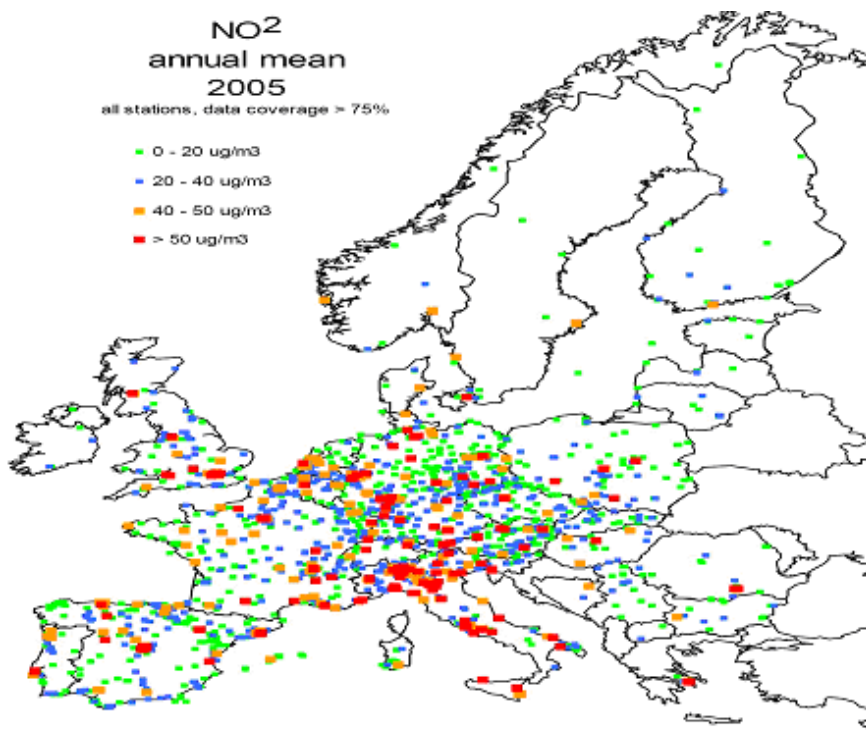 NO2
annual mean
2005
all stations, data coverage > 75%
0 - 20 ug/m3
20 - 40 ug/m3
40 - 50 ug/m3
> 50 ug/m3